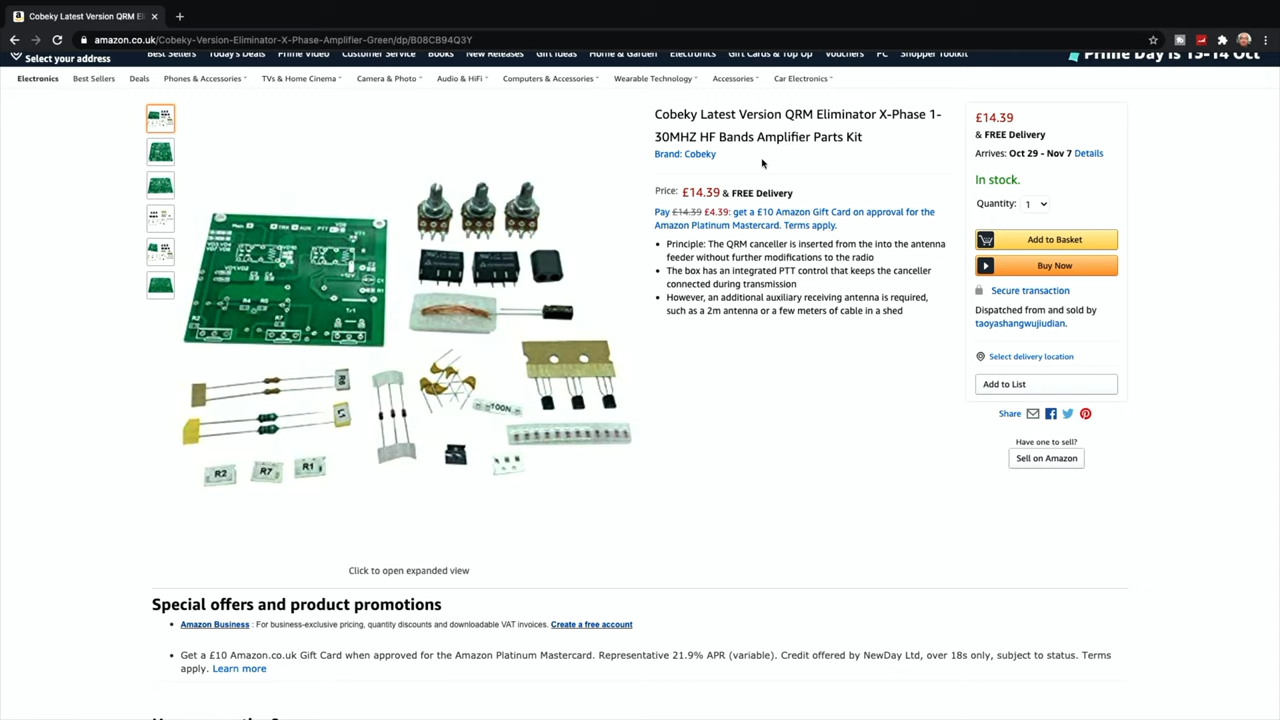 Cobeky Latest Version QRM El
amazon.co.uk/Cobeky-Version-Eliminator-X-Phase-Amplifier-Green/dp/B08CB94Q3Y
Select your address
Best Sellers Today's Deals Prime Video Customer Service Books New Releases Gift Ideas Home & Garden Electronics Gift Cards & Top Up Vouchers PC Shopper Toolkit
Prime Day is 13-14 Oct
Electronics Best Sellers Deals Phones & Accessories TVs & Home Cinema Camera & Photo Audio & HiFi Computers & Accessories Wearable Technology Accessories Car Electronics
Cobeky Latest Version QRM Eliminator X-Phase 1-
30MHZ HF Bands Amplifier Parts Kit
Brand: Cobeky
Price: £14.39 & FREE Delivery
Pay £14.39 £4.39: get a £10 Amazon Gift Card on approval for the
Amazon Platinum Mastercard. Terms apply.
• Principle: The QRM canceller is inserted from the into the antenna
feeder without further modifications to the radio
• The box has an integrated PTT control that keeps the canceller
connected during transmission
• However, an additional auxiliary receiving antenna is required,
such as a 2m antenna or a few meters of cable in a shed
£14.39
& FREE Delivery
Arrives: Oct 29 - Nov 7 Details
In stock.
Quantity: 1
Add to Basket
Buy Now
Secure transaction
Dispatched from and sold by
taoyashangwujiudian.
Select delivery location
Add to List
Share
Have one to sell?
Sell on Amazon
R6
L1
100N
R2
R7
R1
Click to open expanded view
Special offers and product promotions
• Amazon Business : For business-exclusive pricing, quantity discounts and downloadable VAT invoices. Create a free account
• Get a £10 Amazon.co.uk Gift Card when approved for the Amazon Platinum Mastercard. Representative 21.9% APR (variable). Credit offered by NewDay Ltd, over 18s only, subject to status. Terms
apply. Learn more